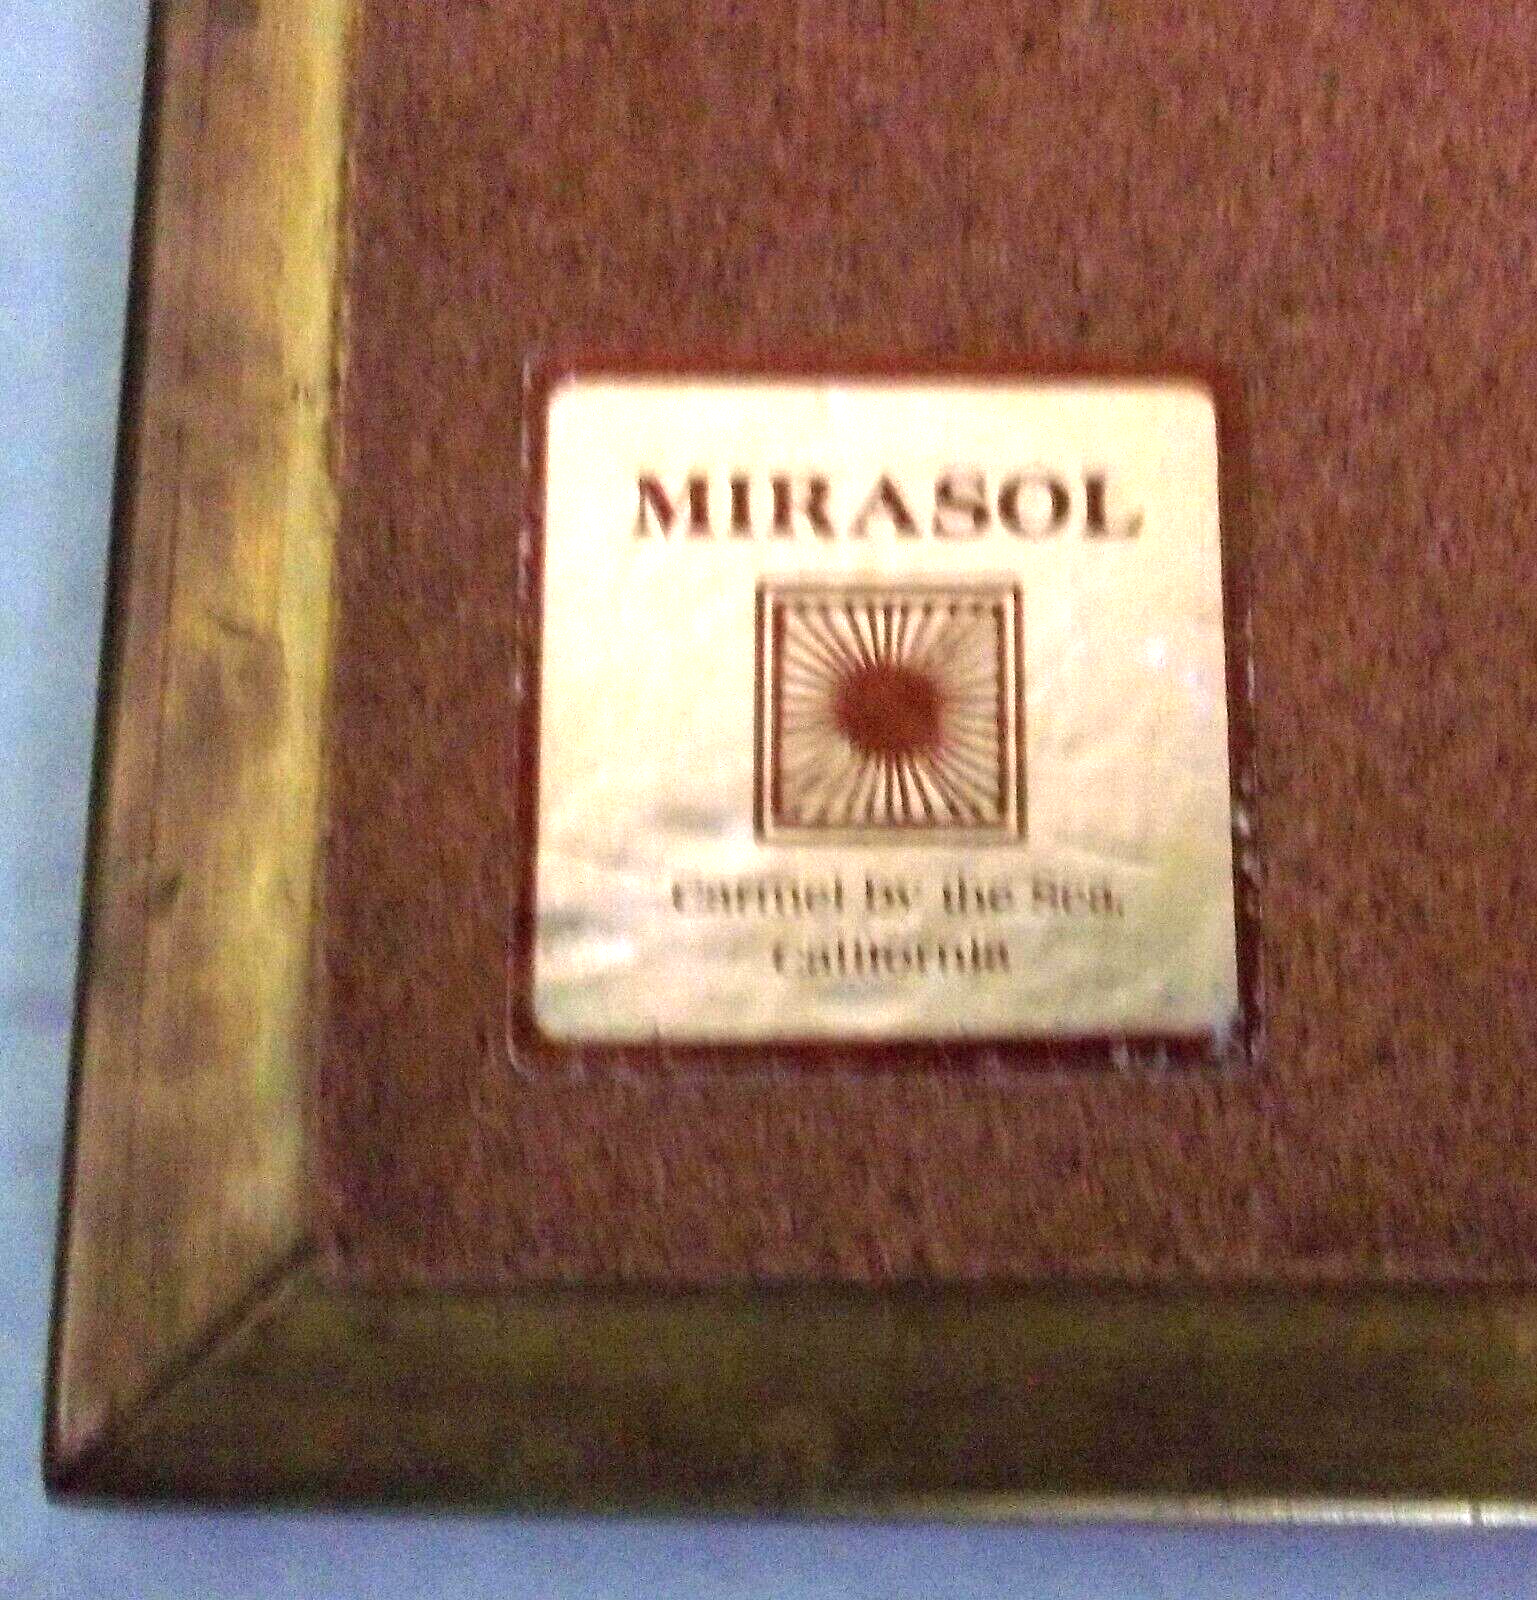 MIRASOL
Carmel by the Sea,
California